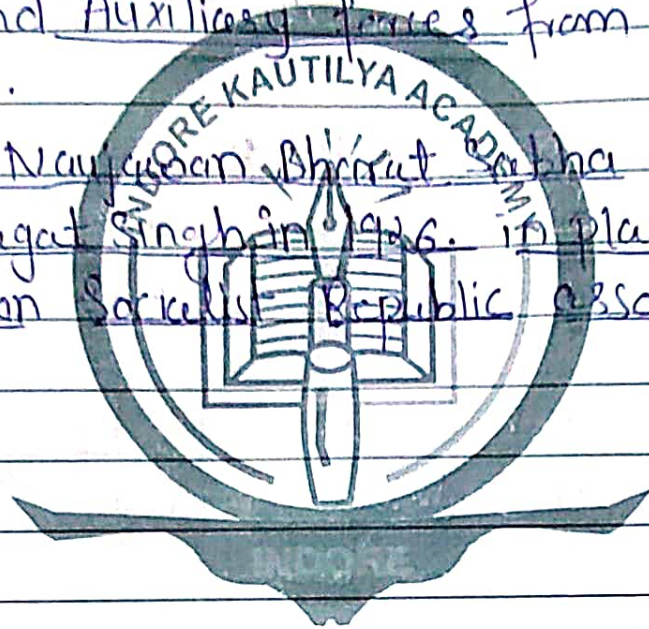 nd Auxiliary forces from
.
INDORE KAUTILYA ACADEMY
Naujawan Bharat Sabha
agat Singh in 1926. in pla
on Socialist Republic asso
INDORE